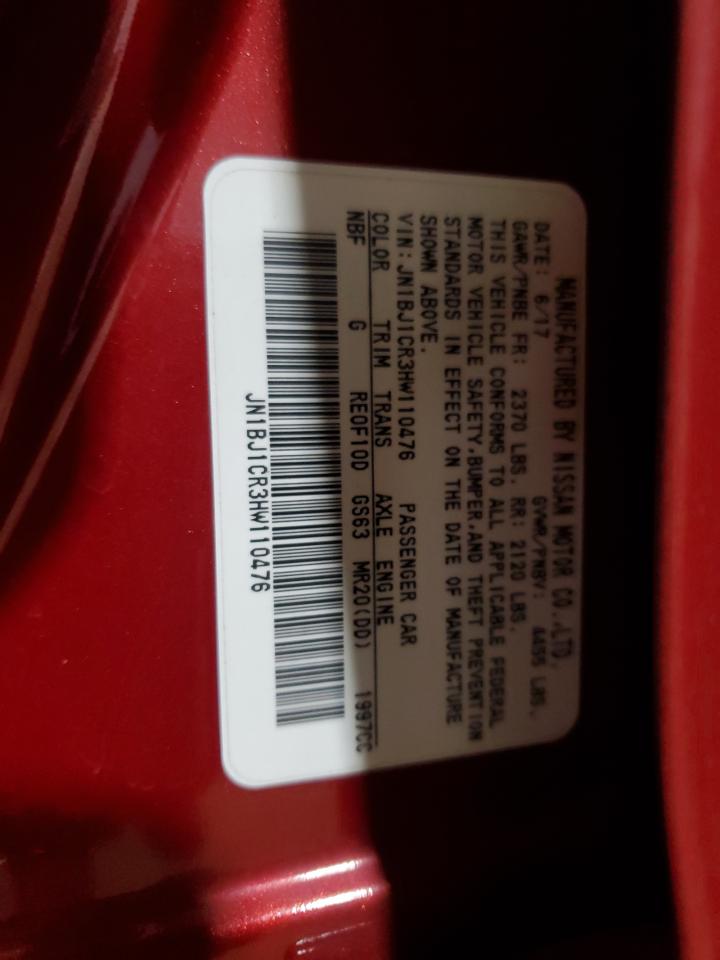 MANUFACTURED BY NISSAN MOTOR CO.,LTD.
DATE: 6/17 GVWR/PNBV: 4455 LBS.
GAWR/PNBE FR: 2370 LBS. RR: 2120 LBS.
THIS VEHICLE CONFORMS TO ALL APPLICABLE FEDERAL
MOTOR VEHICLE SAFETY,BUMPER,AND THEFT PREVENTION
STANDARDS IN EFFECT ON THE DATE OF MANUFACTURE
SHOWN ABOVE.
VIN:JN1BJ1CR3HW110476 PASSENGER CAR
COLOR TRIM TRANS AXLE ENGINE
NBF G RE0F10D GS63 MR20(DD) 1997CC
JN1BJ1CR3HW110476